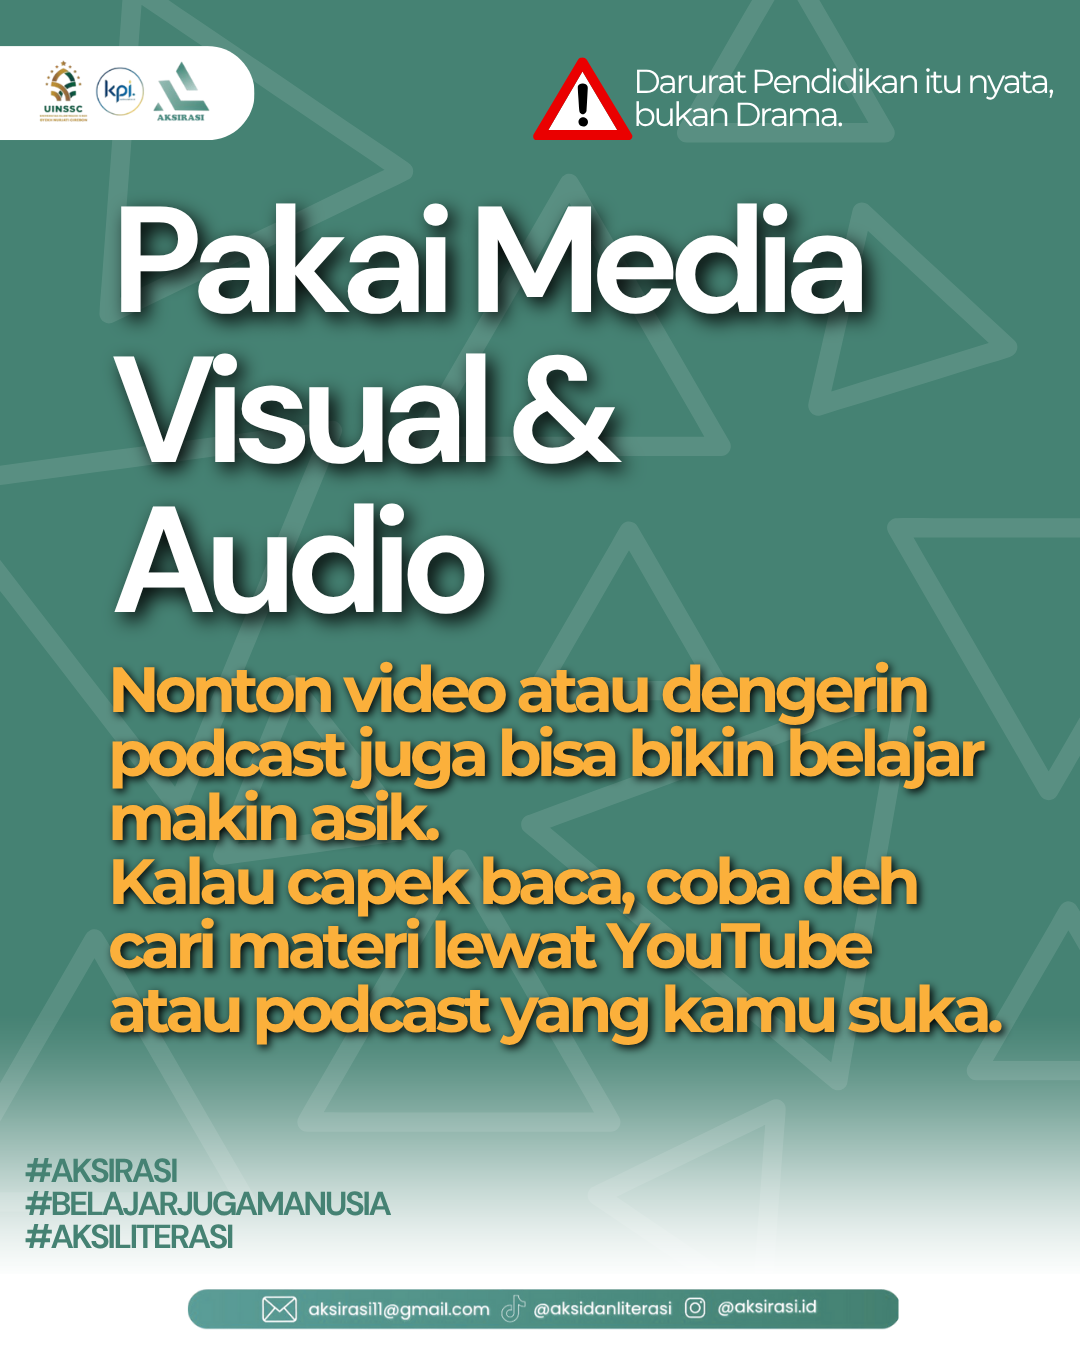 UINSSC
kpi.
AKSIRASI
Darurat Pendidikan itu nyata,
bukan Drama.
Pakai Media
Visual &
Audio
Nonton video atau dengerin
podcast juga bisa bikin belajar
makin asik.
Kalau capek baca, coba deh
cari materi lewat YouTube
atau podcast yang kamu suka.
#AKSIRASI
#BELAJARJUGAMANUSIA
#AKSILITERASI
aksirasi11@gmail.com @aksidanliterasi @aksirasi.id